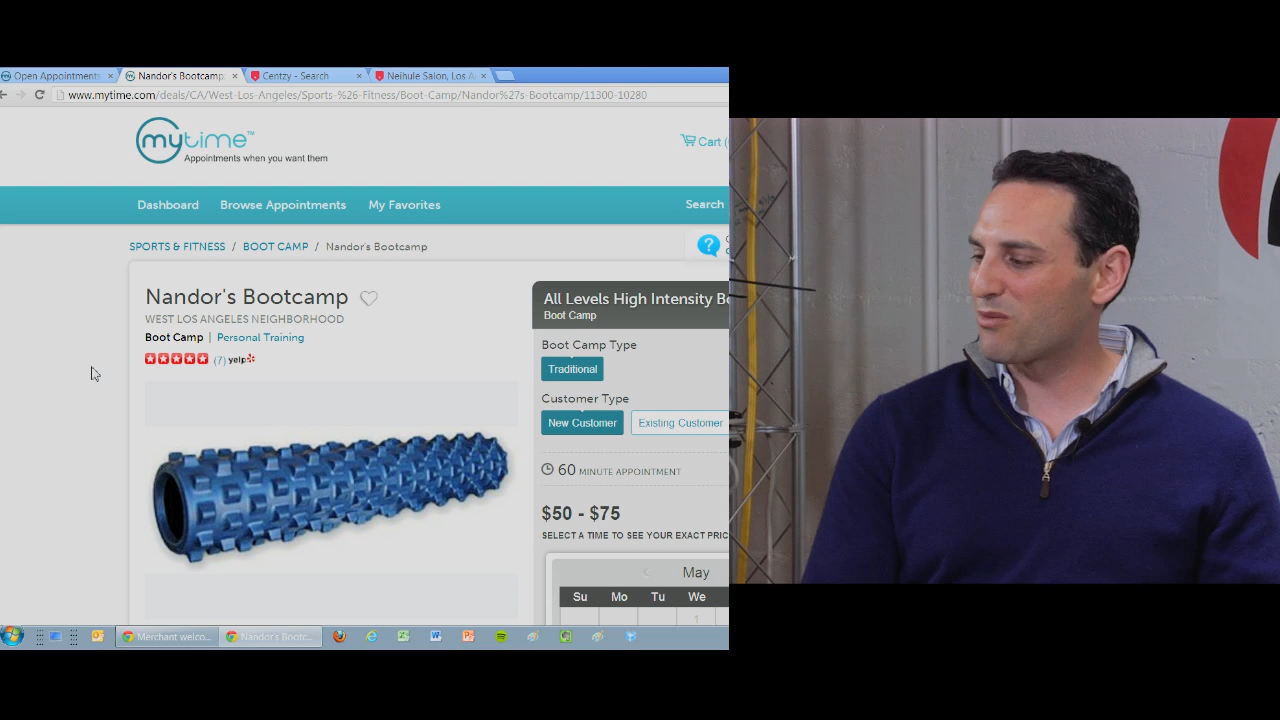 Open Appointments
Nandor's Bootcamp
Centzy - Search
Neihule Salon, Los A
www.mytime.com/deals/CA/West-Los-Angeles/Sports-%26-Fitness/Boot-Camp/Nandor%27s-Bootcamp/11300-10280
mytime™
Appointments when you want them
Cart (
Dashboard Browse Appointments My Favorites Search
SPORTS & FITNESS / BOOT CAMP / Nandor's Bootcamp
?
Nandor's Bootcamp
WEST LOS ANGELES NEIGHBORHOOD
Boot Camp | Personal Training
(7) yelp
All Levels High Intensity Bo
Boot Camp
Boot Camp Type
Traditional
Customer Type
New Customer Existing Customer
60 MINUTE APPOINTMENT
$50 - $75
SELECT A TIME TO SEE YOUR EXACT PRIC
May
Su Mo Tu We
1
Merchant welco...
Nandor's Bootc...